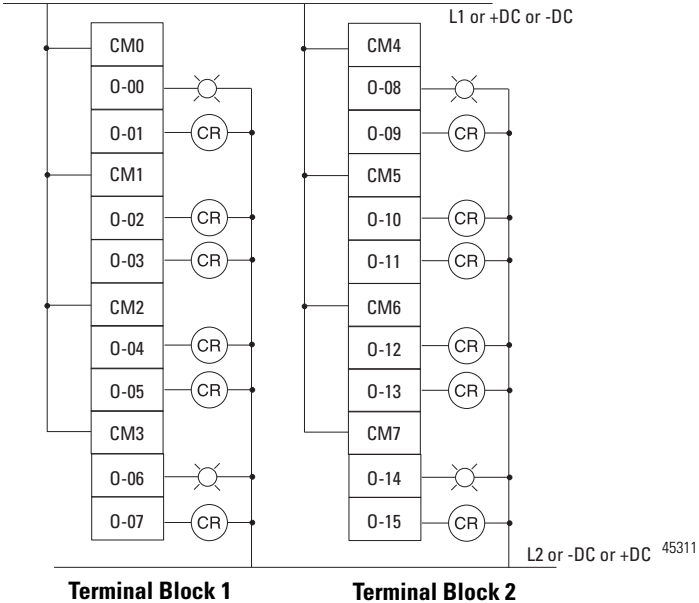 L1 or +DC or -DC
CM0
O-00
O-01
CR
CM1
O-02
CR
O-03
CR
CM2
O-04
CR
O-05
CR
CM3
O-06
O-07
CR
Terminal Block 1
CM4
O-08
O-09
CR
CM5
O-10
CR
O-11
CR
CM6
O-12
CR
O-13
CR
CM7
O-14
O-15
CR
L2 or -DC or +DC
45311
Terminal Block 2